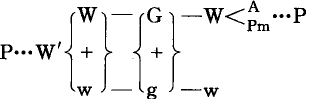 W — G — W < A
P···W′ + + Pm ···P
w — g — w